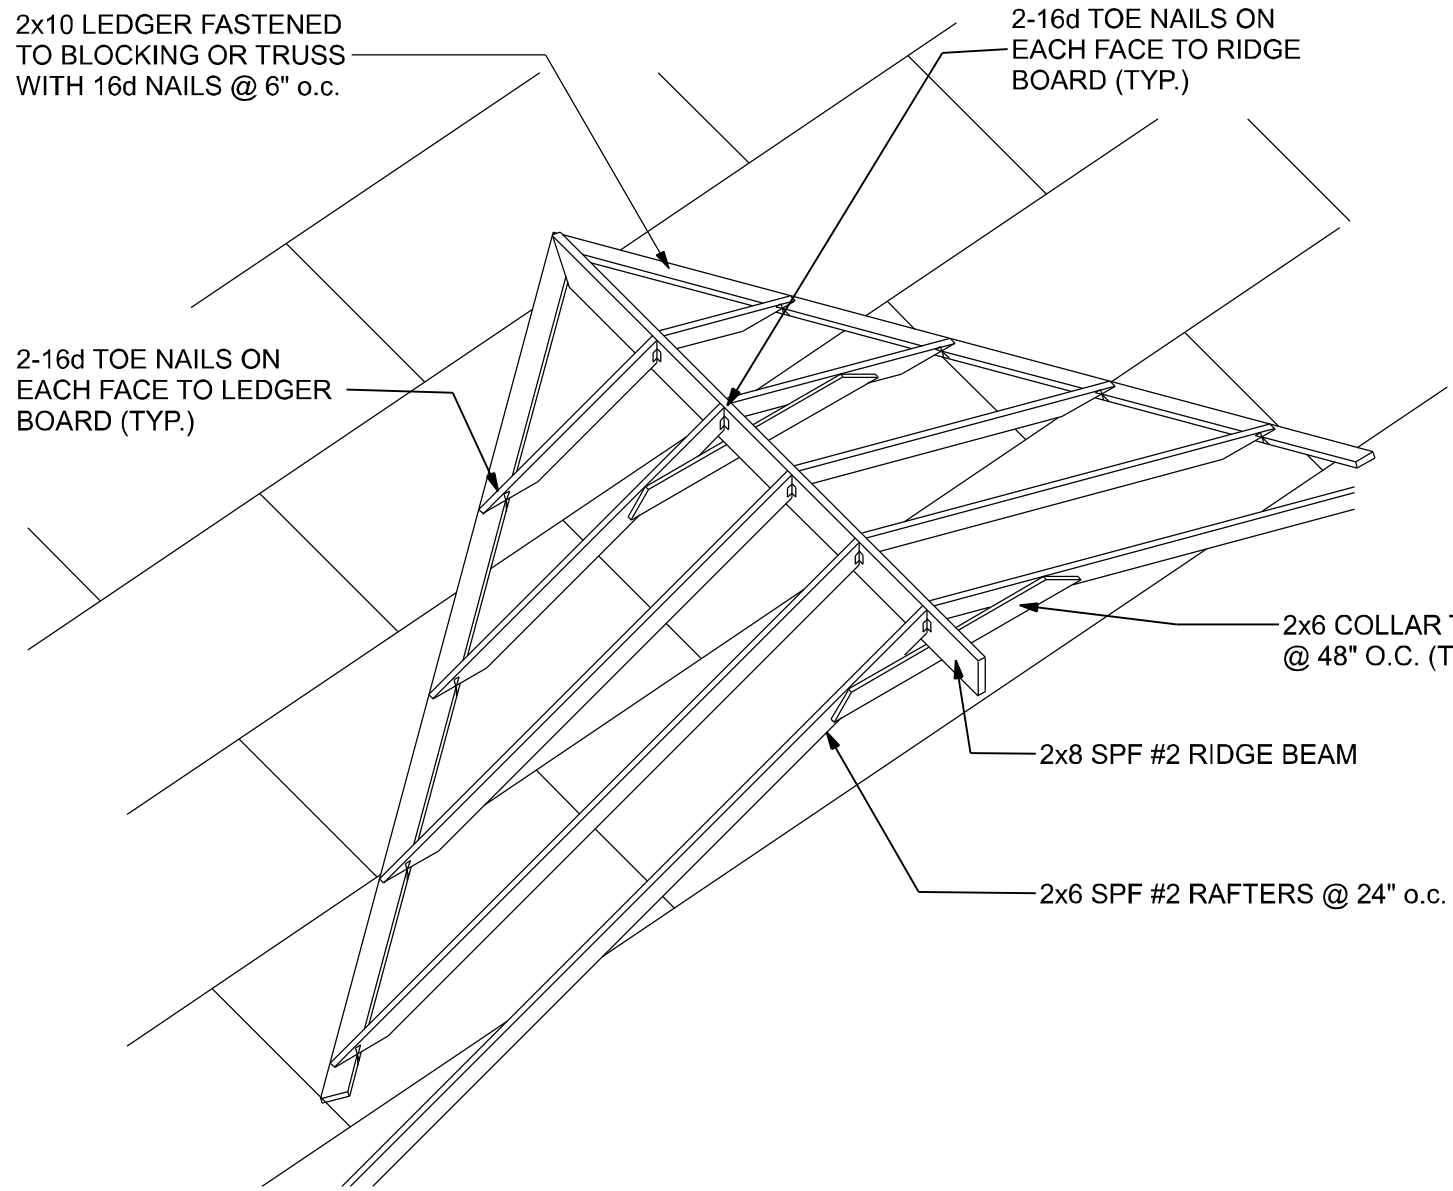 2x10 LEDGER FASTENED
TO BLOCKING OR TRUSS
WITH 16d NAILS @ 6" o.c.
2-16d TOE NAILS ON
EACH FACE TO RIDGE
BOARD (TYP.)
2-16d TOE NAILS ON
EACH FACE TO LEDGER
BOARD (TYP.)
2x6 COLLAR
@ 48" O.C.
2x8 SPF #2 RIDGE BEAM
2x6 SPF #2 RAFTERS @ 24" o.c.